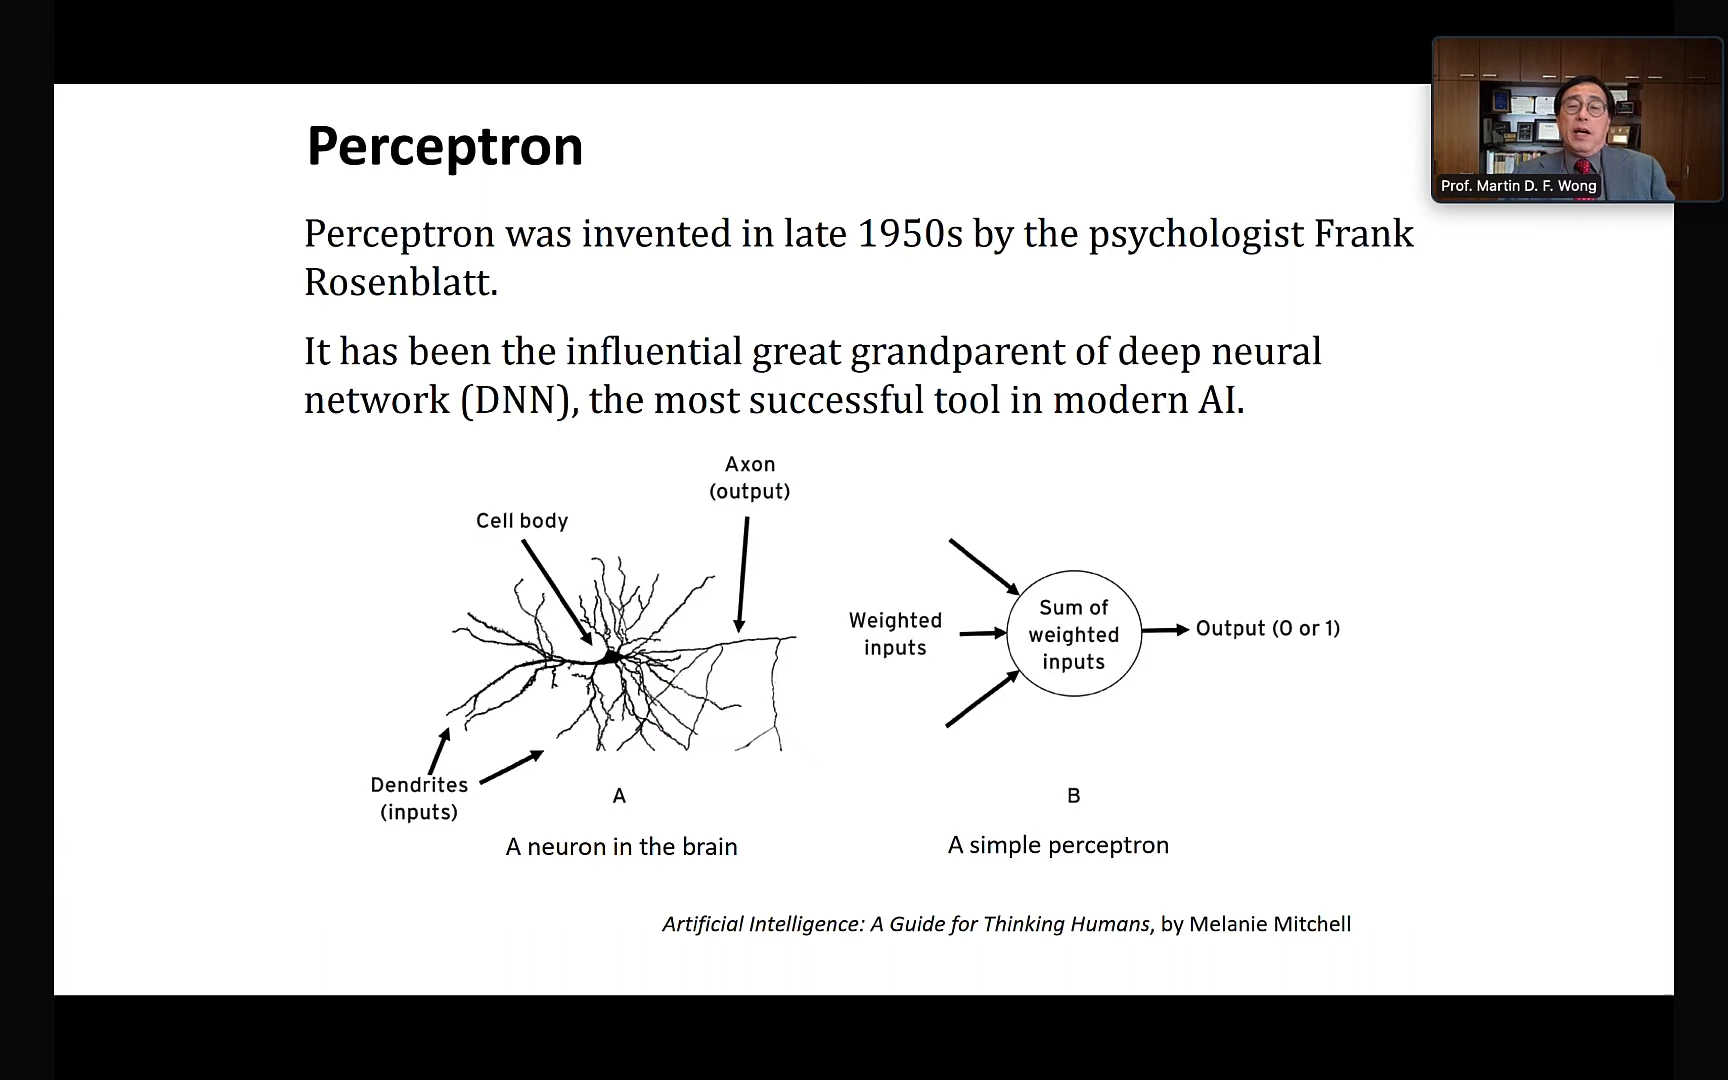 Perceptron
Prof. Martin D. F. Wong
Perceptron was invented in late 1950s by the psychologist Frank
Rosenblatt.
It has been the influential great grandparent of deep neural
network (DNN), the most successful tool in modern AI.
Axon
(output)
Cell body
Dendrites
(inputs)
A
A neuron in the brain
Weighted
inputs
Sum of
weighted
inputs
Output (0 or 1)
B
A simple perceptron
Artificial Intelligence: A Guide for Thinking Humans, by Melanie Mitchell